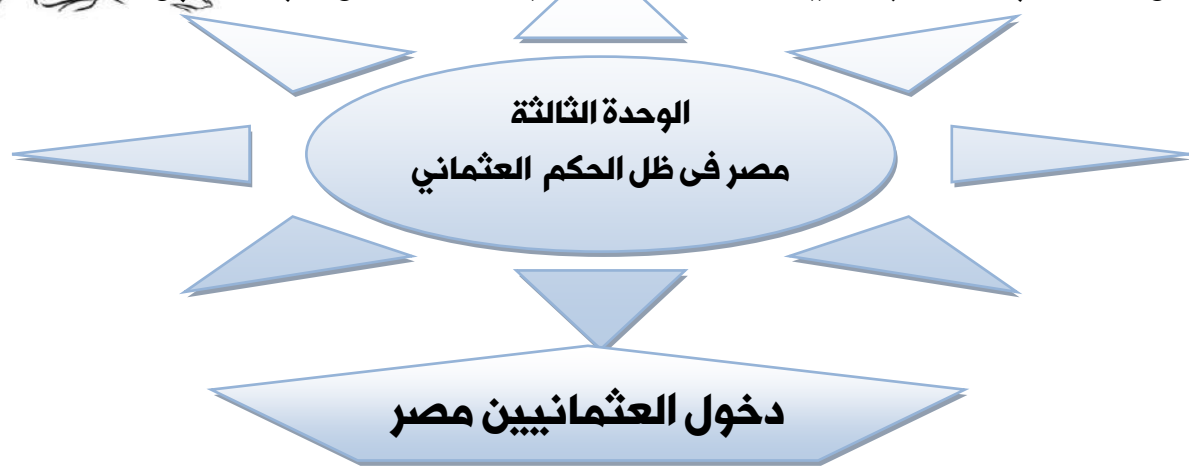 الوحدة الثالثة
مصر فى ظل الحكم العثماني
دخول العثمانيين مصر